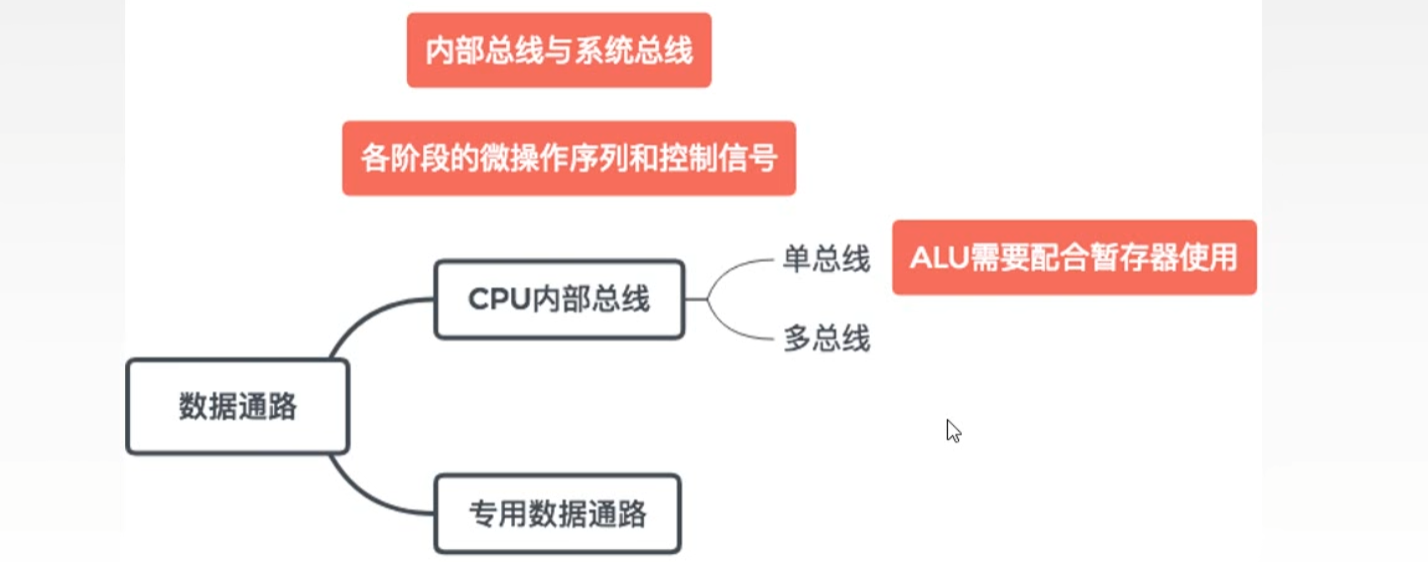 内部总线与系统总线
各阶段的微操作序列和控制信号
单总线
ALU需要配合暂存器使用
CPU内部总线
多总线
数据通路
专用数据通路